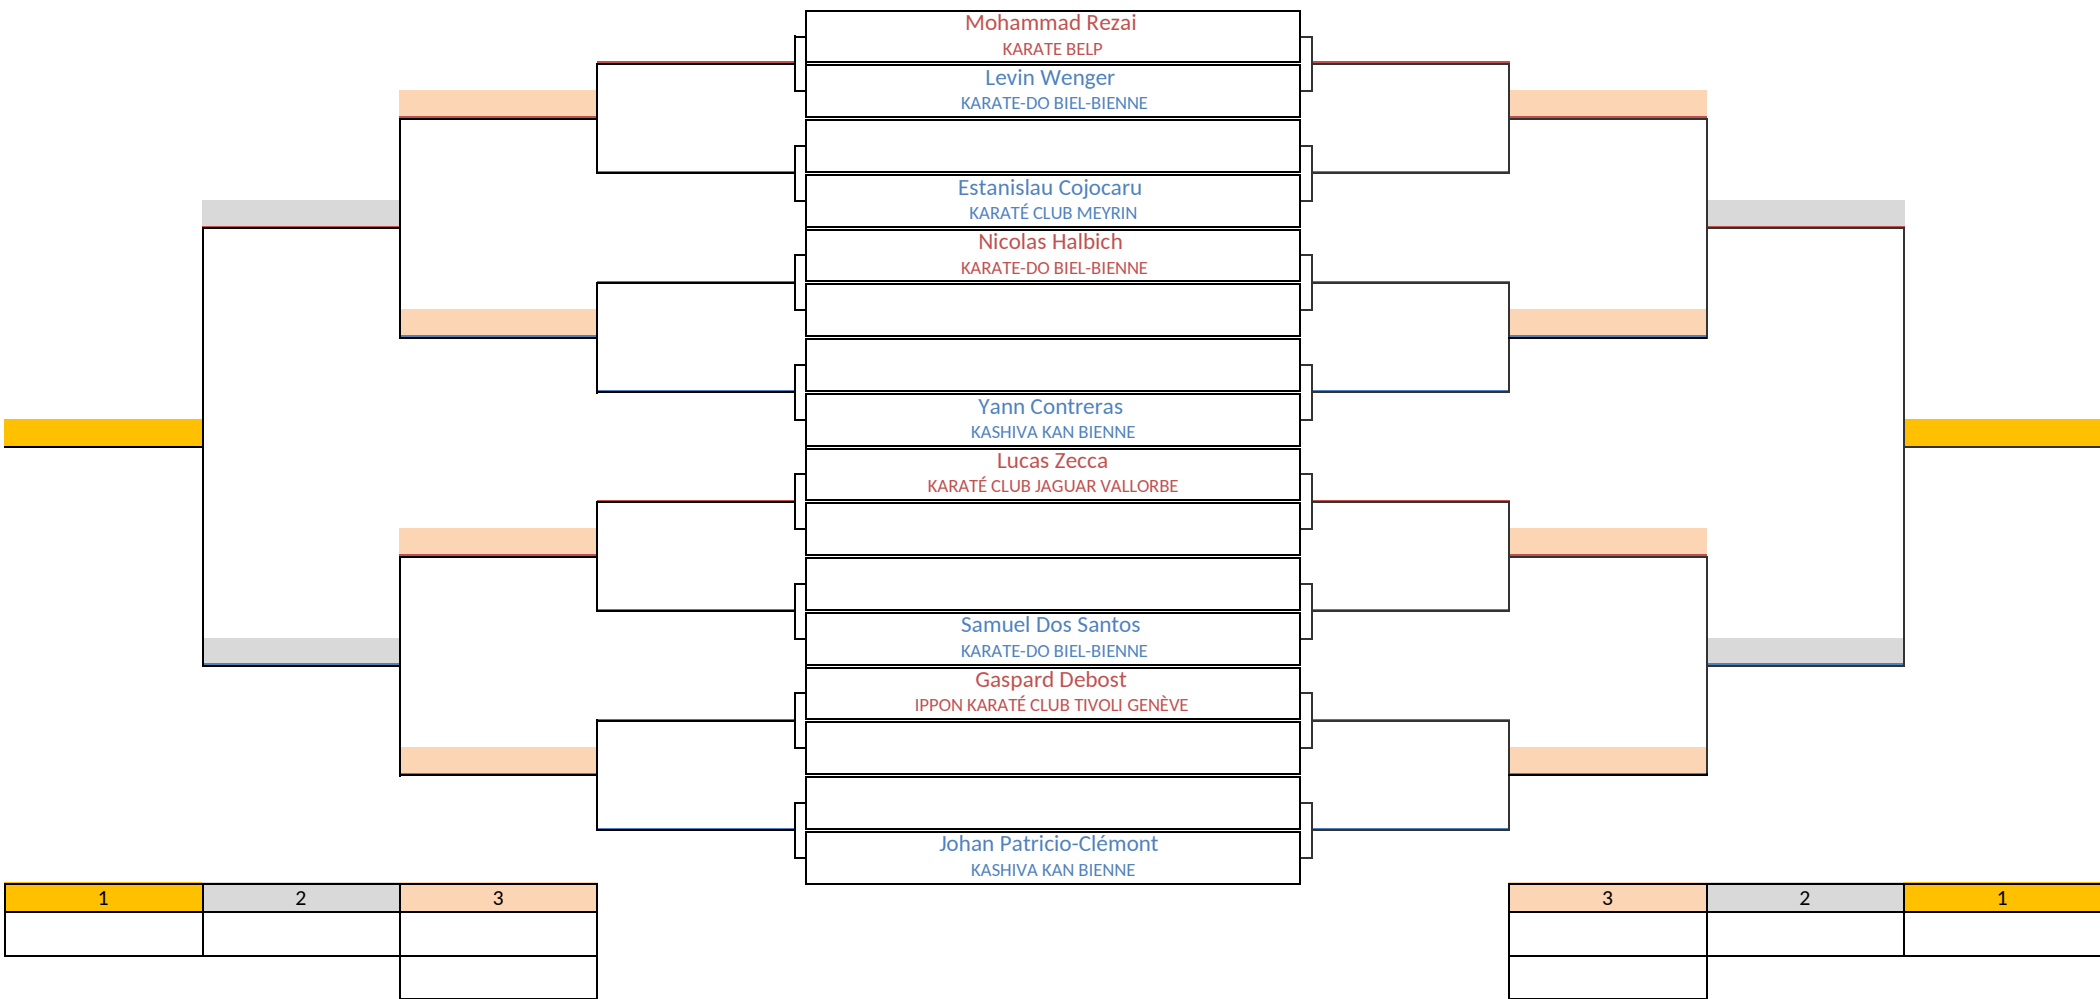 Mohammad Rezai
KARATE BELP
Levin Wenger
KARATE-DO BIEL-BIENNE
Estanislau Cojocaru
KARATÉ CLUB MEYRIN
Nicolas Halbich
KARATE-DO BIEL-BIENNE
Yann Contreras
KASHIVA KAN BIENNE
Lucas Zecca
KARATÉ CLUB JAGUAR VALLORBE
Samuel Dos Santos
KARATE-DO BIEL-BIENNE
Gaspard Debost
IPPON KARATÉ CLUB TIVOLI GENÈVE
Johan Patricio-Clémont
KASHIVA KAN BIENNE
1 2 3 3 2 1